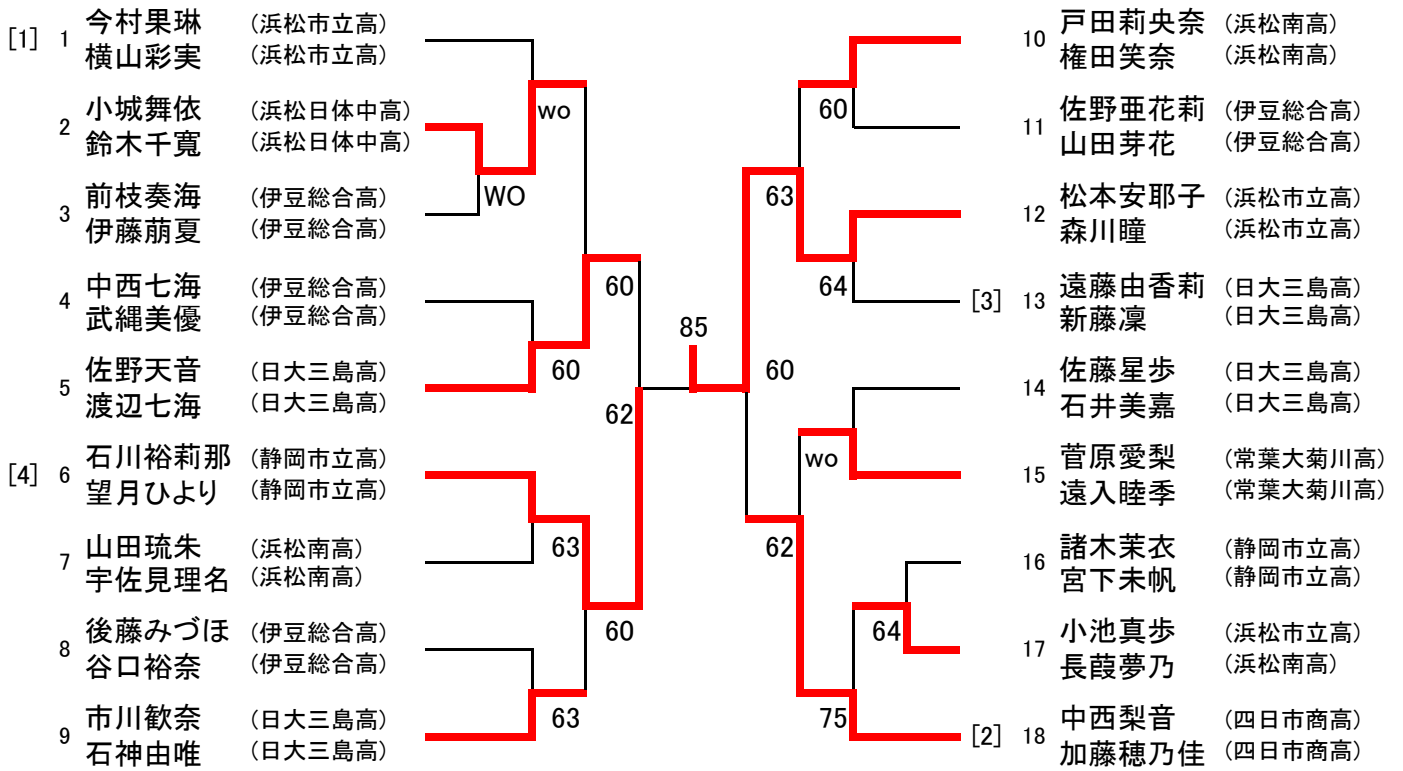 [1] 1 今村果琳 (浜松市立高)
横山彩実 (浜松市立高)
2 小城舞依 (浜松日体中高)
鈴木千寛 (浜松日体中高)
3 前枝奏海 (伊豆総合高)
伊藤萠夏 (伊豆総合高)
4 中西七海 (伊豆総合高)
武縄美優 (伊豆総合高)
5 佐野天音 (日大三島高)
渡辺七海 (日大三島高)
[4] 6 石川裕莉那 (静岡市立高)
望月ひより (静岡市立高)
7 山田琉朱 (浜松南高)
宇佐見理名 (浜松南高)
8 後藤みづほ (伊豆総合高)
谷口裕奈 (伊豆総合高)
9 市川歓奈 (日大三島高)
石神由唯 (日大三島高)
wo
WO
60
60
62
63
60
63
85
60
63
64
60
wo
62
64
75
10 戸田莉央奈 (浜松南高)
権田笑奈 (浜松南高)
11 佐野亜花莉 (伊豆総合高)
山田芽花 (伊豆総合高)
12 松本安耶子 (浜松市立高)
森川瞳 (浜松市立高)
[3] 13 遠藤由香莉 (日大三島高)
新藤凜 (日大三島高)
14 佐藤星歩 (日大三島高)
石井美嘉 (日大三島高)
15 菅原愛梨 (常葉大菊川高)
遠入睦季 (常葉大菊川高)
16 諸木茉衣 (静岡市立高)
宮下未帆 (静岡市立高)
17 小池真歩 (浜松市立高)
長葭夢乃 (浜松南高)
[2] 18 中西梨音 (四日市商高)
加藤穂乃佳 (四日市商高)